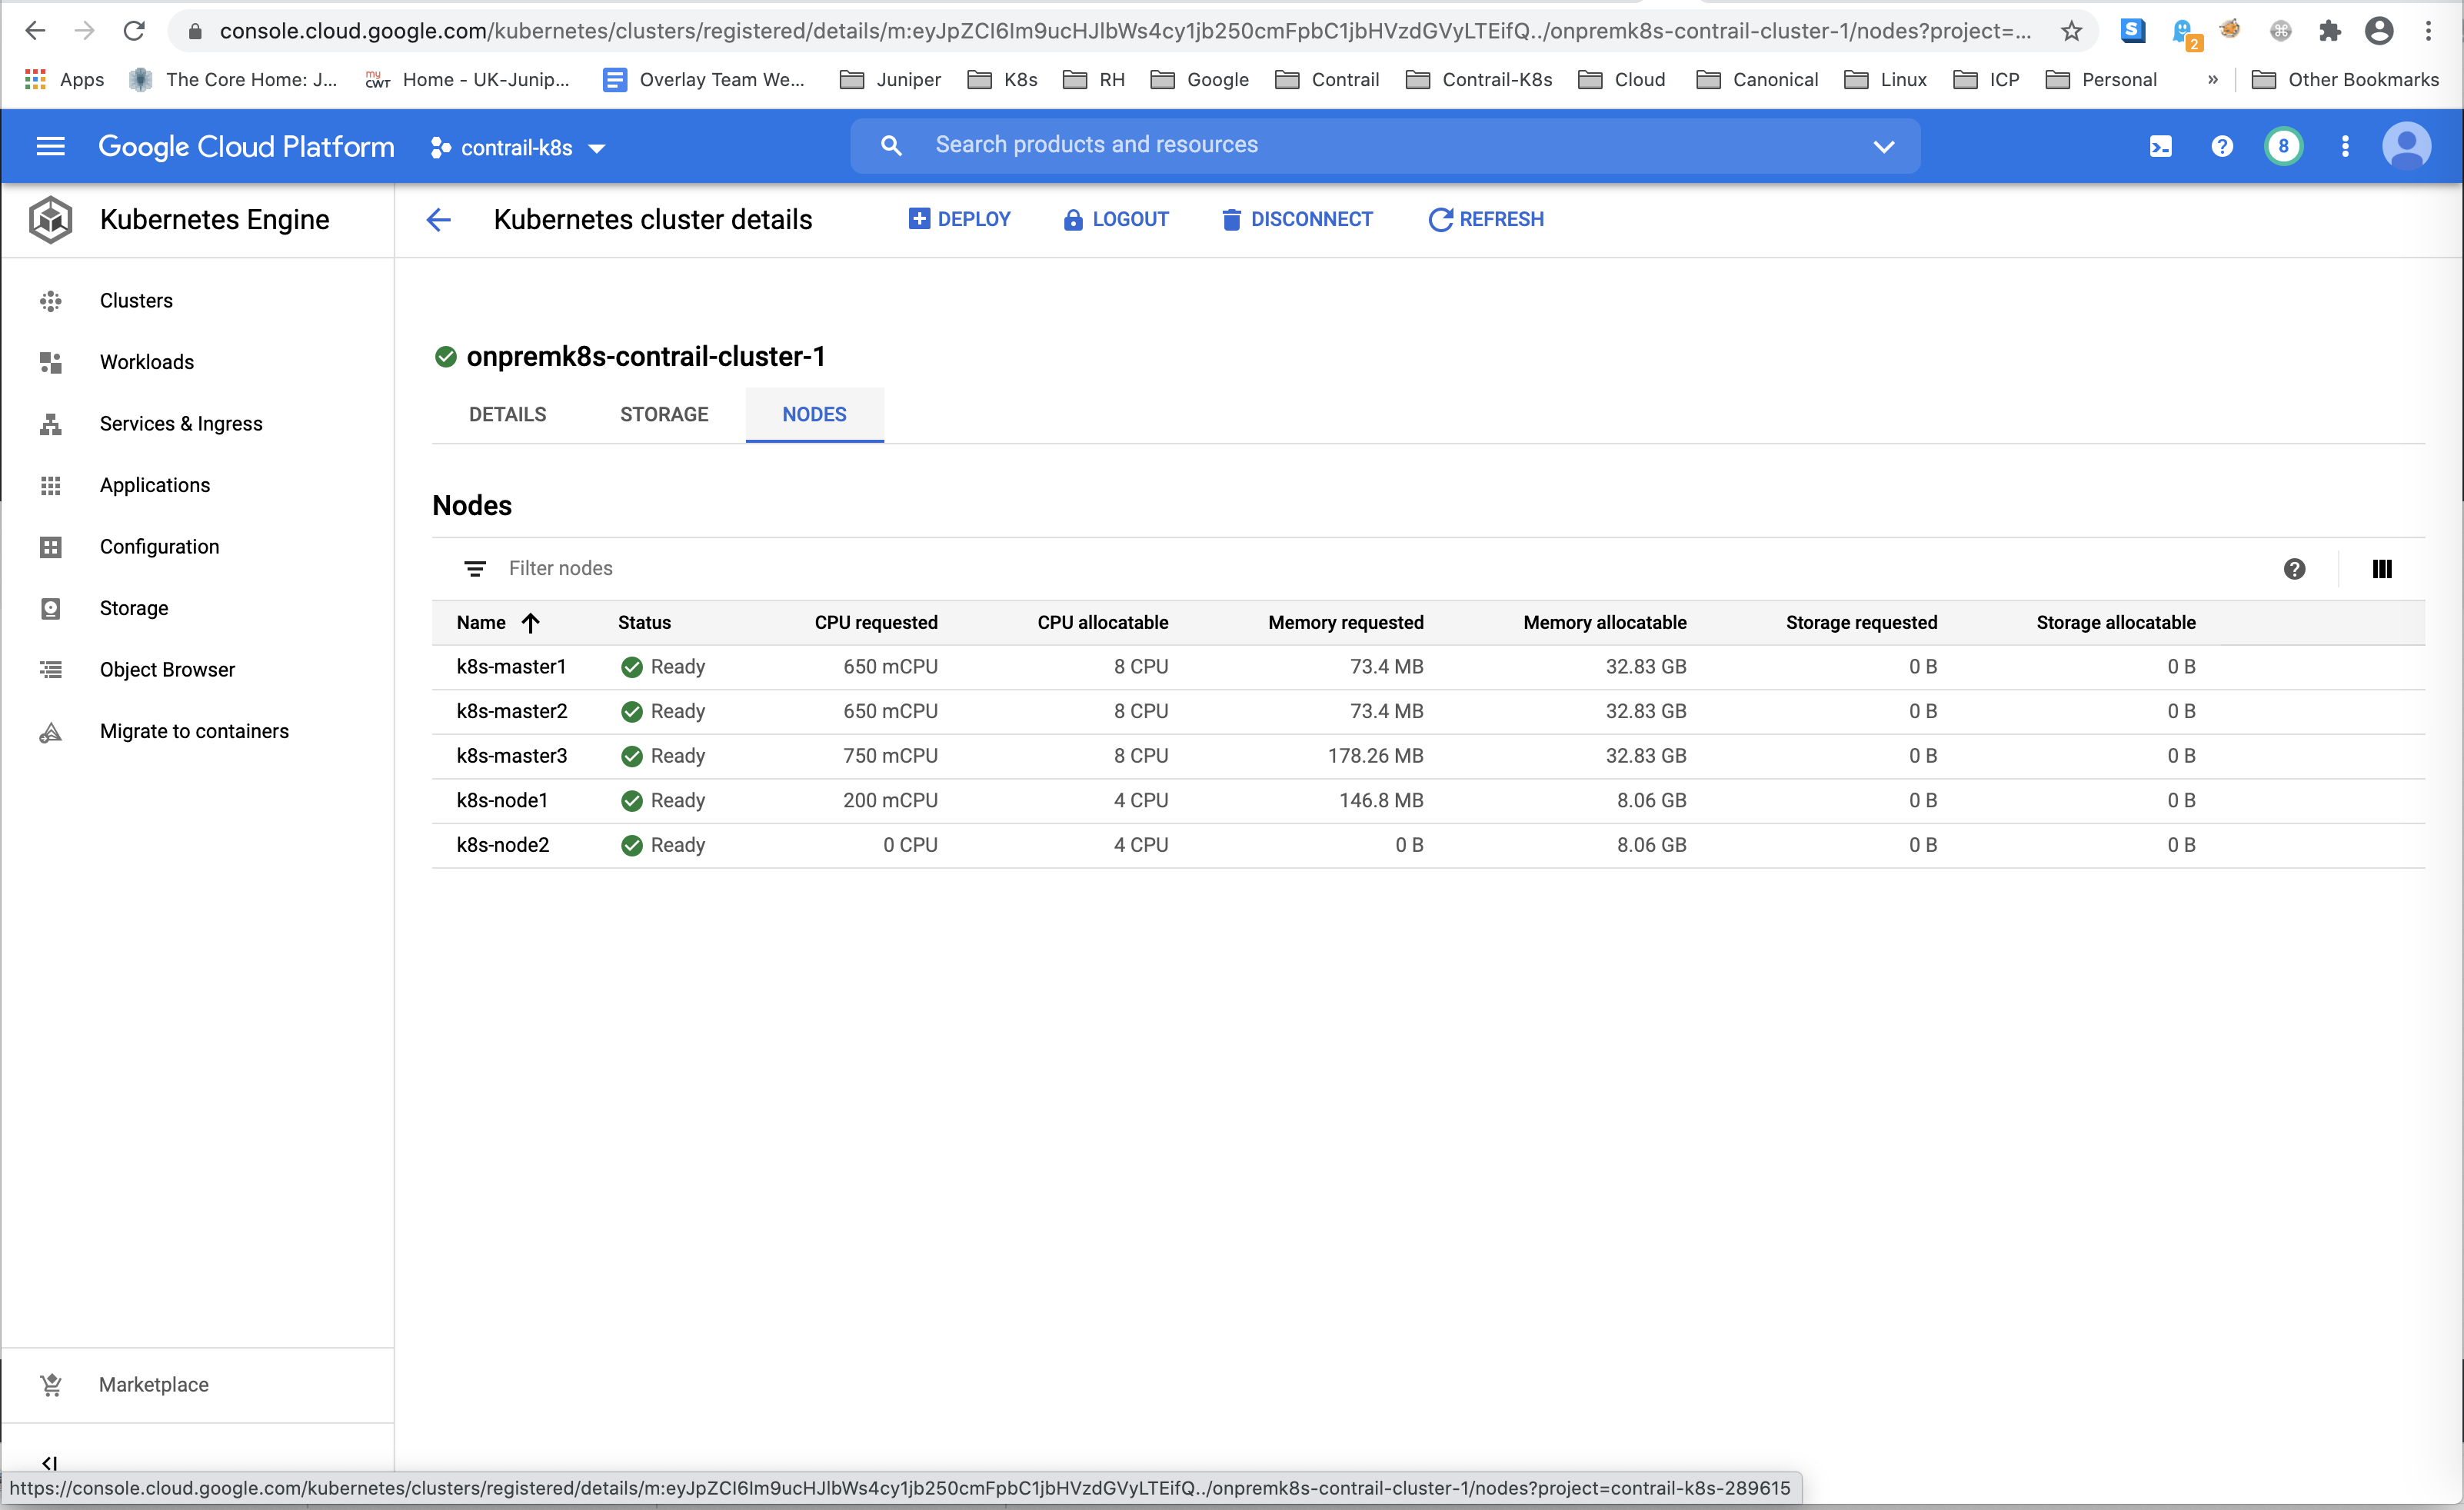 console.cloud.google.com/kubernetes/clusters/registered/details/m:eyJpZCI6Im9ucHJlbWs4cy1jb250cmFpbC1jbHVzdGVyLTEifQ../onpremk8s-contrail-cluster-1/nodes?project=...
S
2
Apps
The Core Home: J...
my CWT
Home - UK-Junip...
Overlay Team We...
Juniper
K8s
RH
Google
Contrail
Contrail-K8s
Cloud
Canonical
Linux
ICP
Personal
»
Other Bookmarks
Google Cloud Platform
contrail-k8s
Search products and resources
8
Kubernetes Engine
Kubernetes cluster details
DEPLOY
LOGOUT
DISCONNECT
REFRESH
Clusters
Workloads
Services & Ingress
Applications
Configuration
Storage
Object Browser
Migrate to containers
onpremk8s-contrail-cluster-1
DETAILS STORAGE NODES
Nodes
Filter nodes
Name Status CPU requested CPU allocatable Memory requested Memory allocatable Storage requested Storage allocatable
k8s-master1 Ready 650 mCPU 8 CPU 73.4 MB 32.83 GB 0 B 0 B
k8s-master2 Ready 650 mCPU 8 CPU 73.4 MB 32.83 GB 0 B 0 B
k8s-master3 Ready 750 mCPU 8 CPU 178.26 MB 32.83 GB 0 B 0 B
k8s-node1 Ready 200 mCPU 4 CPU 146.8 MB 8.06 GB 0 B 0 B
k8s-node2 Ready 0 CPU 4 CPU 0 B 8.06 GB 0 B 0 B
Marketplace
https://console.cloud.google.com/kubernetes/clusters/registered/details/m:eyJpZCI6Im9ucHJlbWs4cy1jb250cmFpbC1jbHVzdGVyLTEifQ../onpremk8s-contrail-cluster-1/nodes?project=contrail-k8s-289615